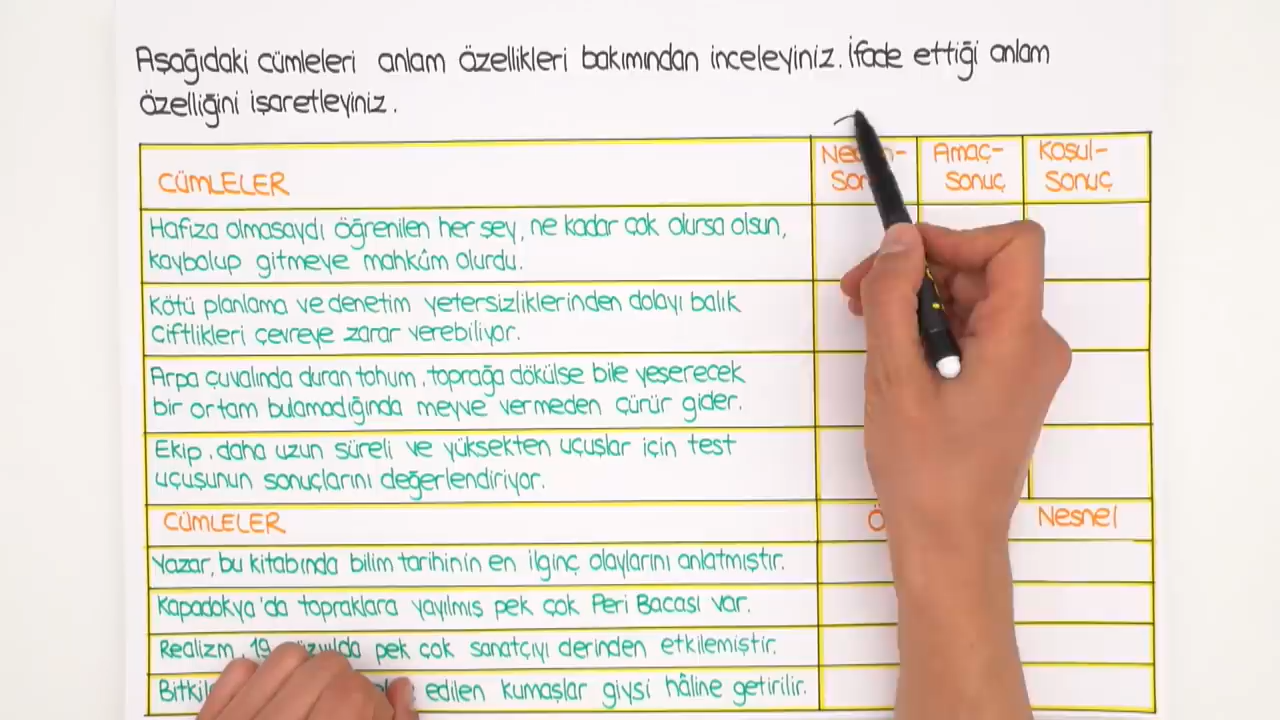 Aşağıdaki cümleleri anlam özellikleri bakımından inceleyiniz. İfade ettiği anlam
özelliğini işaretleyiniz.
CÜMLELER
Amaç-
sonuç
Koşul-
sonuç
Hafıza olmasaydı öğrenilen her şey, ne kadar çok olursa olsun,
kaybolup gitmeye mahkûm olurdu.
Kötü planlama ve denetim yetersizliklerinden dolayı balık
çiftlikleri çevreye zarar verebiliyor.
Arpa çuvalında duran tohum, toprağa dökülse bile yeşerecek
bir ortam bulamadığında meyve vermeden çürür gider.
Ekip, daha uzun süreli ve yüksekten uçuşlar için test
uçuşunun sonuçlarını değerlendiriyor.
CÜMLELER
Nesnel
Yazar, bu kitabında bilim tarihinin en ilginç olaylarını anlatmıştır.
Kapadokya'da topraklara yayılmış pek çok Peri Bacası var.
Realizm, 19. pek çok sanatçıyı derinden etkilemiştir.
edilen kumaşlar giysi hâline getirilir.